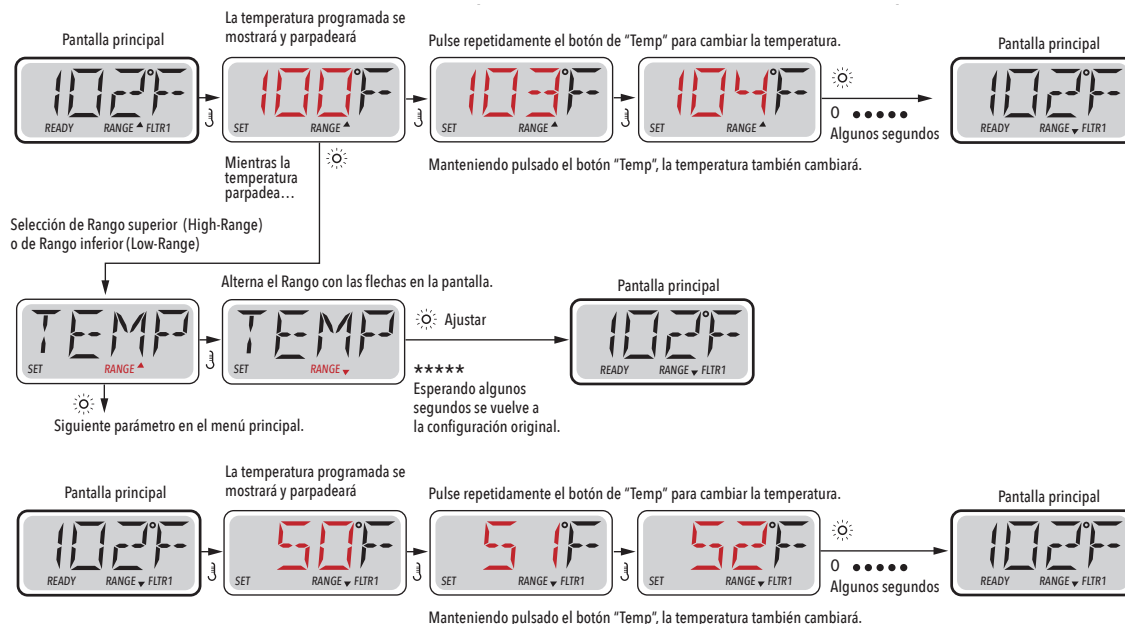 La temperatura programada se
mostrará y parpadeará
Pantalla principal
Pulse repetidamente el botón de "Temp" para cambiar la temperatura.
Pantalla principal
102°F
READY RANGE FLTR1
100°F
SET RANGE
103°F
SET RANGE
104°F
SET RANGE
O •••••
Algunos segundos
102°F
READY RANGE FLTR1
Mientras la
temperatura
parpadea…
Manteniendo pulsado el botón "Temp", la temperatura también cambiará.
Selección de Rango superior (High-Range)
o de Rango inferior (Low-Range)
Alterna el Rango con las flechas en la pantalla.
Pantalla principal
TEMP
SET RANGE
TEMP
SET RANGE
Ajustar
*****
Esperando algunos
segundos se vuelve a
la configuración original.
102°F
READY RANGE FLTR1
Siguiente parámetro en el menú principal.
La temperatura programada se
mostrará y parpadeará
Pantalla principal
Pulse repetidamente el botón de "Temp" para cambiar la temperatura.
Pantalla principal
102°F
READY RANGE FLTR1
50°F
SET RANGE FLTR1
51°F
SET RANGE FLTR1
52°F
SET RANGE FLTR1
O •••••
Algunos segundos
102°F
READY RANGE FLTR1
Manteniendo pulsado el botón "Temp", la temperatura también cambiará.